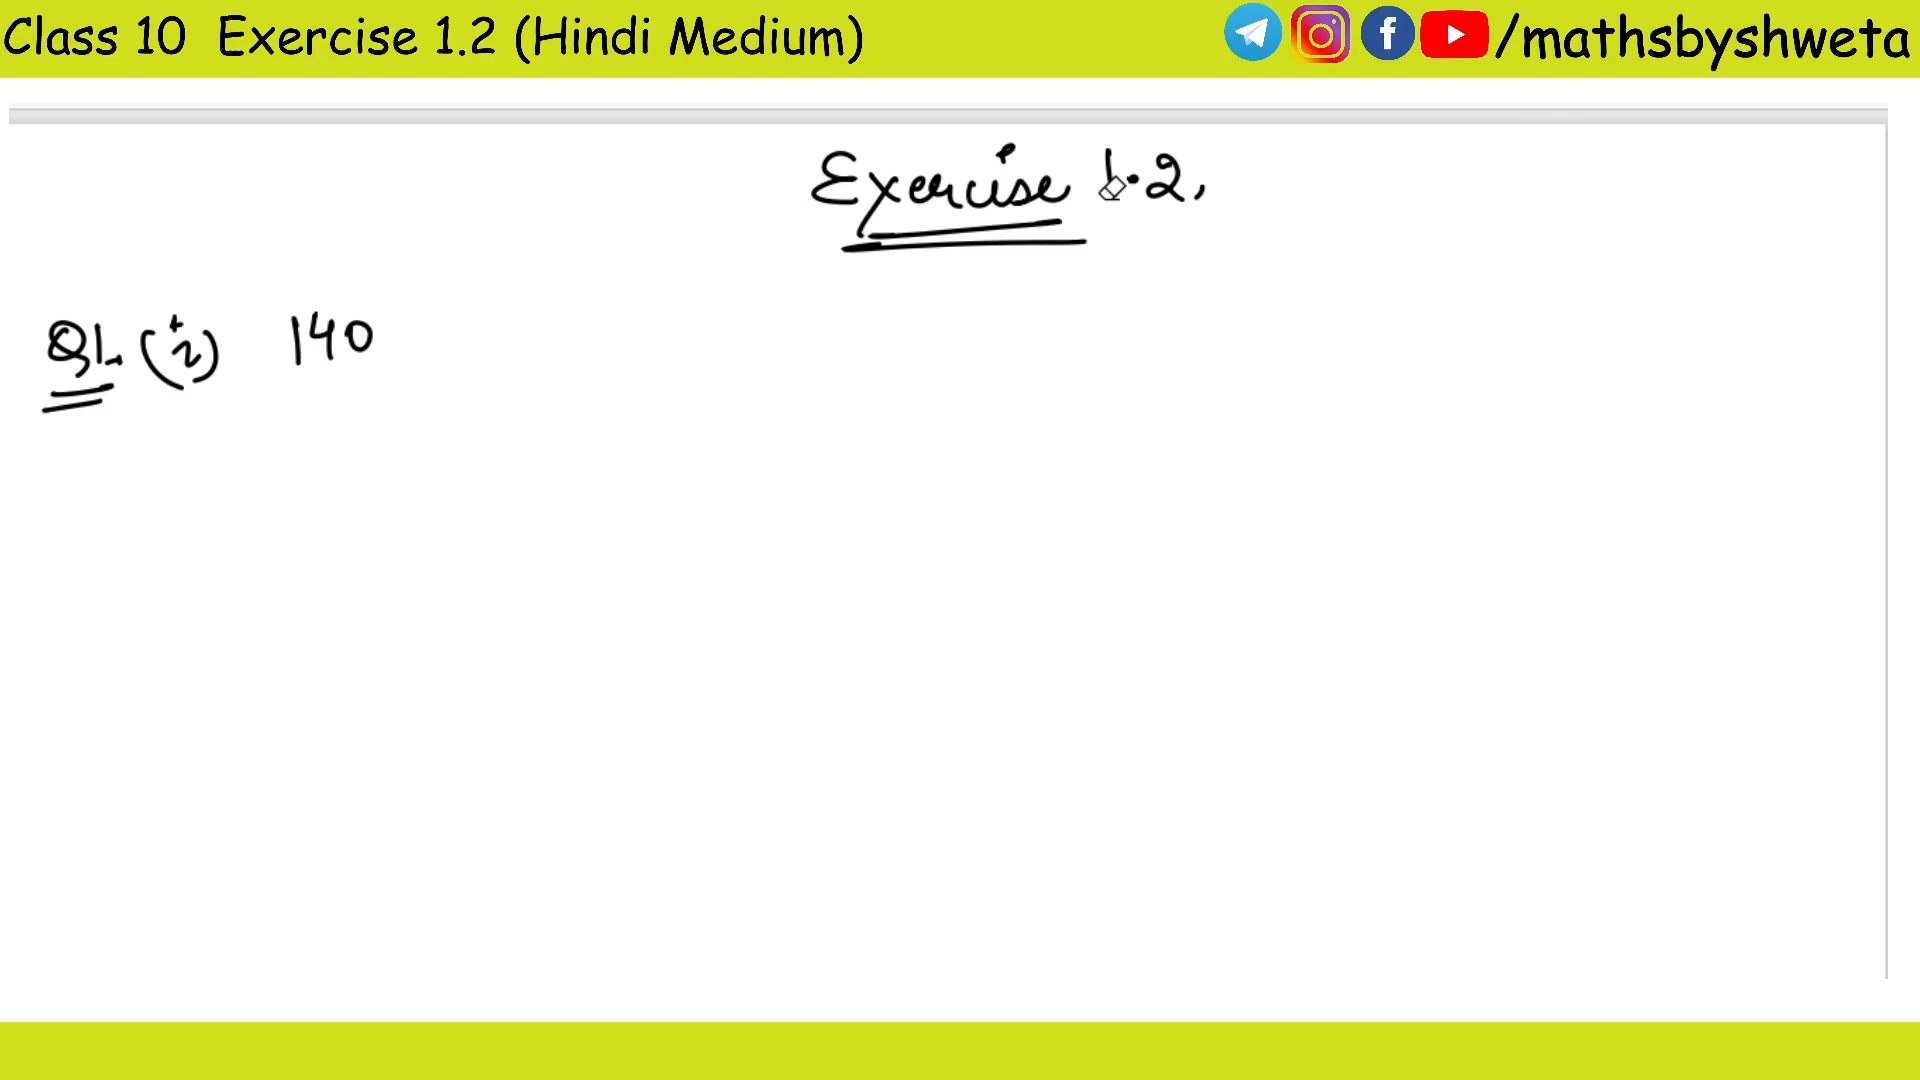 Class 10 Exercise 1.2 (Hindi Medium)
/mathsbyshweta
Exercise 1.2,
Q1. (i) 140